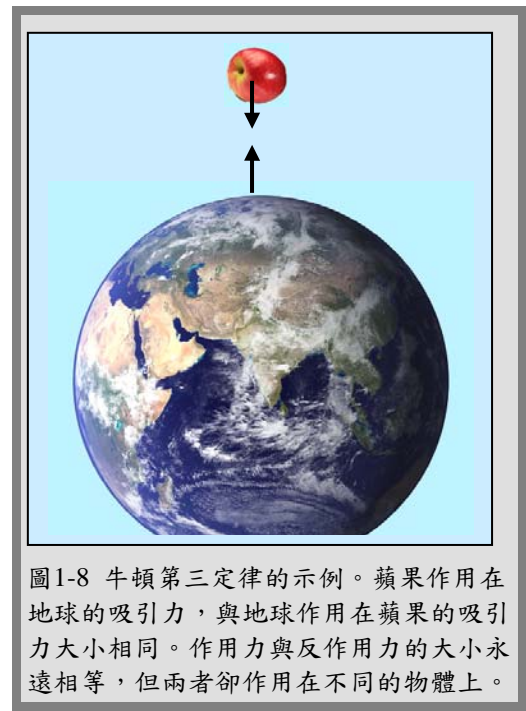 圖1-8 牛頓第三定律的示例。蘋果作用在
地球的吸引力，與地球作用在蘋果的吸引
力大小相同。作用力與反作用力的大小永
遠相等，但兩者卻作用在不同的物體上。